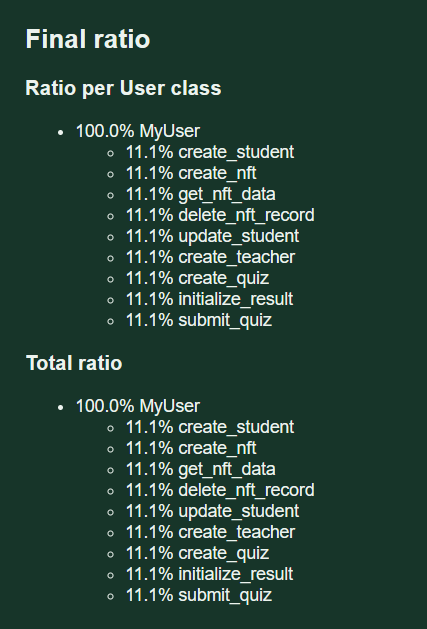 Final ratio
Ratio per User class
100.0% MyUser
11.1% create_student
11.1% create_nft
11.1% get_nft_data
11.1% delete_nft_record
11.1% update_student
11.1% create_teacher
11.1% create_quiz
11.1% initialize_result
11.1% submit_quiz
Total ratio
100.0% MyUser
11.1% create_student
11.1% create_nft
11.1% get_nft_data
11.1% delete_nft_record
11.1% update_student
11.1% create_teacher
11.1% create_quiz
11.1% initialize_result
11.1% submit_quiz